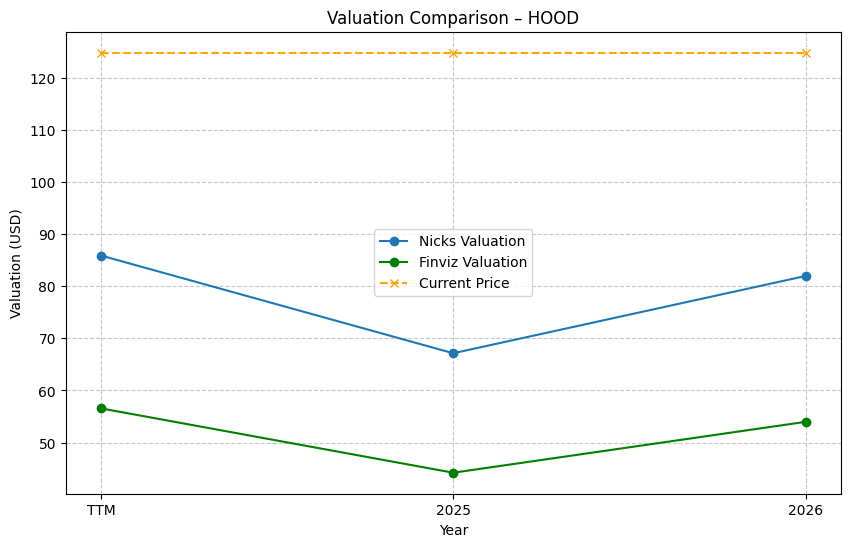 Valuation Comparison – HOOD
Valuation (USD)
120
110
100
90
80
70
60
50
Nicks Valuation
Finviz Valuation
Current Price
TTM
2025
2026
Year